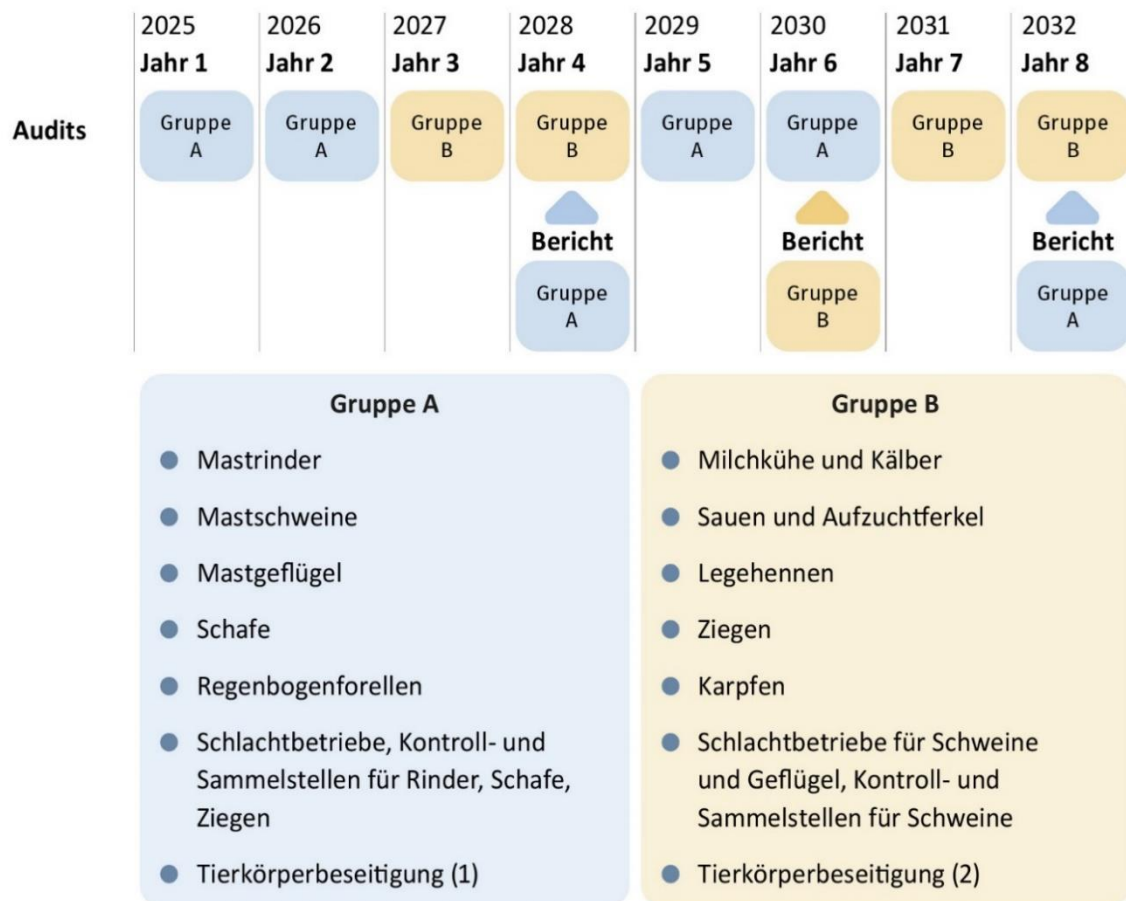 2025 2026 2027 2028 2029 2030 2031 2032
Jahr 1 Jahr 2 Jahr 3 Jahr 4 Jahr 5 Jahr 6 Jahr 7 Jahr 8
Audits
Gruppe A
Gruppe A
Gruppe B
Gruppe B
Gruppe A
Gruppe A
Gruppe B
Gruppe B
Bericht Bericht Bericht
Gruppe A
Gruppe B
Gruppe A
Gruppe A
Mastrinder
Mastschweine
Mastgeflügel
Schafe
Regenbogenforellen
Schlachtbetriebe, Kontroll- und
Sammelstellen für Rinder, Schafe,
Ziegen
Tierkörperbeseitigung (1)
Gruppe B
Milchkühe und Kälber
Sauen und Aufzuchtferkel
Legehennen
Ziegen
Karpfen
Schlachtbetriebe für Schweine
und Geflügel, Kontroll- und
Sammelstellen für Schweine
Tierkörperbeseitigung (2)